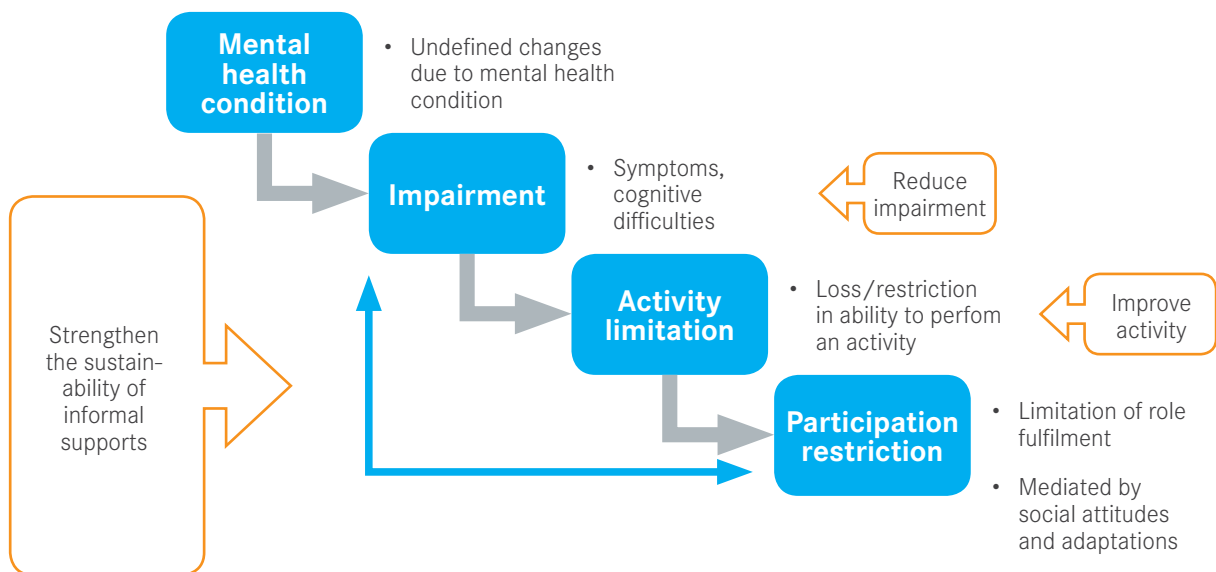 Mental
health
condition
• Undefined changes
due to mental health
condition
Impairment
• Symptoms,
cognitive
difficulties
Reduce
impairment
Strengthen
the sustain-
ability of
informal
supports
Activity
limitation
• Loss/restriction
in ability to perfom
an activity
Improve
activity
Participation
restriction
• Limitation of role
fulfilment
• Mediated by
social attitudes
and adaptations